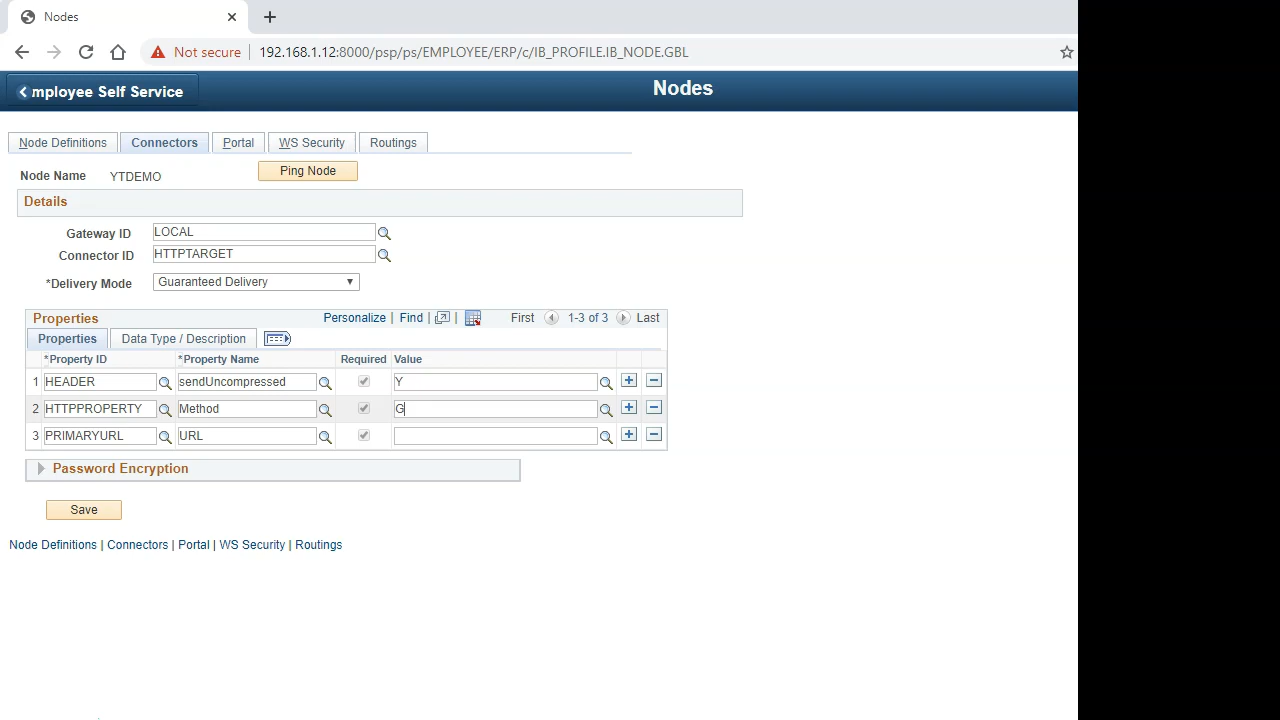 Nodes
Not secure 192.168.1.12:8000/psp/ps/EMPLOYEE/ERP/c/IB_PROFILE.IB_NODE.GBL
mployee Self Service
Nodes
Node Definitions Connectors Portal WS Security Routings
Node Name YTDEMO Ping Node
Details
Gateway ID LOCAL
Connector ID HTTPTARGET
*Delivery Mode Guaranteed Delivery
Properties Personalize | Find | | First 1-3 of 3 Last
Properties Data Type / Description
*Property ID *Property Name Required Value
1 HEADER sendUncompressed Y
2 HTTPPROPERTY Method G
3 PRIMARYURL URL
Password Encryption
Save
Node Definitions | Connectors | Portal | WS Security | Routings